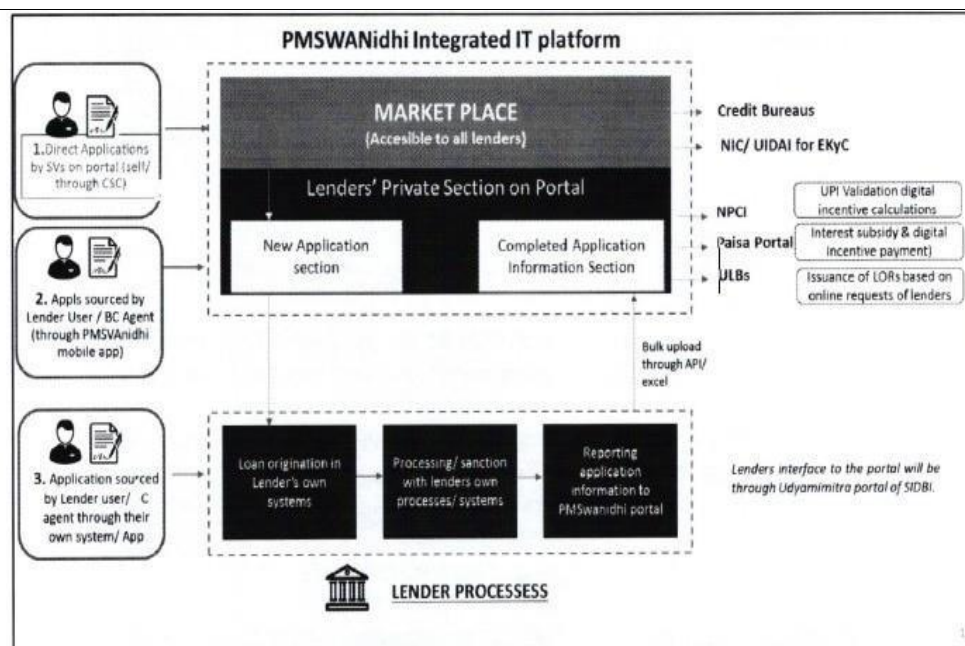 PMSWANidhi Integrated IT platform
1.Direct Applications
by SVs on portal (self/
through CSC)
MARKET PLACE
(Accesible to all lenders)
Lenders' Private Section on Portal
New Application
section
Completed Application
Information Section
Credit Bureaus
NIC/ UIDAI for EKyC
NPCI
UPI Validation digital
incentive calculations
Paisa Portal
Interest subsidy & digital
incentive payment)
ULBs
Issuance of LORs based on
online requests of lenders
2. Appls sourced by
Lender User / BC Agent
(through PMSVAnidhi
mobile app)
Bulk upload
through API/
excel
3. Application sourced
by Lender user/ C
agent through their
own system/ App
Loan origination in
Lender's own
systems
Processing/ sanction
with lenders own
processes/ systems
Reporting
application
information to
PMSwanidhi portal
Lenders interface to the portal will be
through Udyamimitra portal of SIDBI.
LENDER PROCESSESS
1